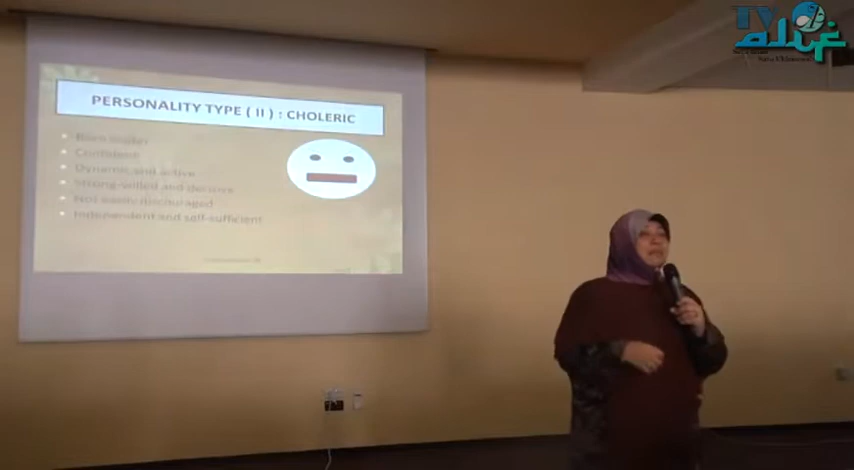 PERSONALITY TYPE ( II ) : CHOLERIC
Born leader
Confident
Dynamic and active
Strong-willed and decisive
Not easily discouraged
Independent and self-sufficient
TV